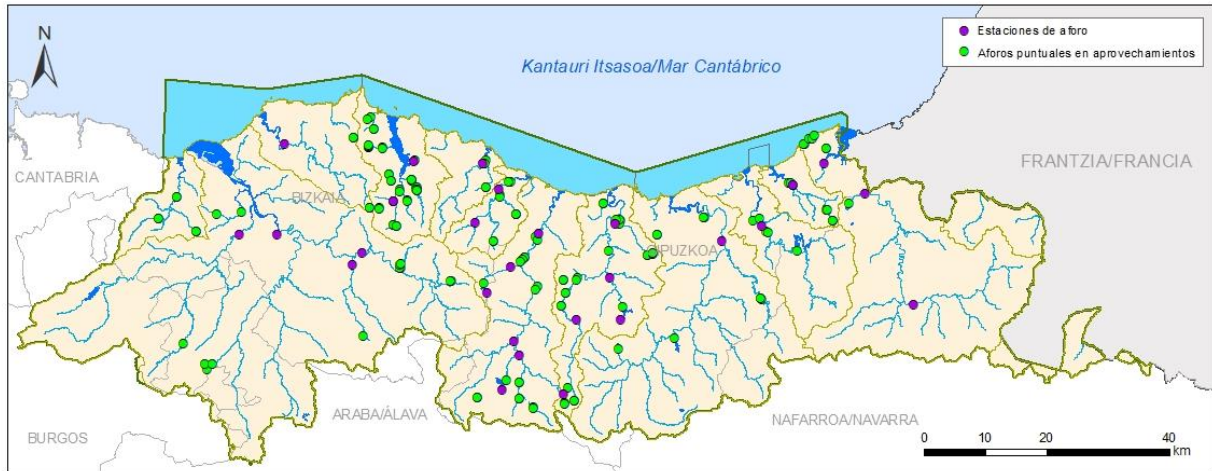 N
Kantauri Itsasoa/Mar Cantábrico
Estaciones de aforo
Aforos puntuales en aprovechamientos
CANTABRIA
BIZKAIA
GIPUZKOA
FRANTZIA/FRANCIA
ARABA/ÁLAVA
NAFARROA/NAVARRA
BURGOS
0 10 20 40
km